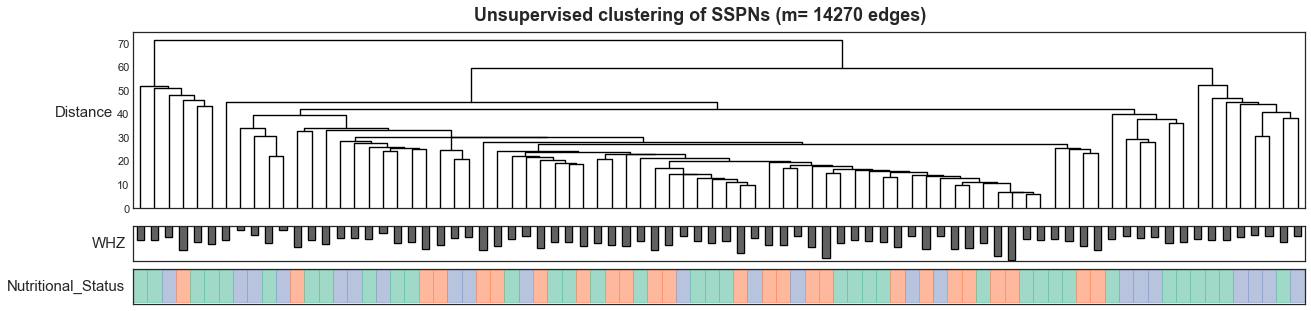 Unsupervised clustering of SSPNs (m= 14270 edges)
70
60
50
Distance
40
30
20
10
0
WHZ
Nutritional_Status